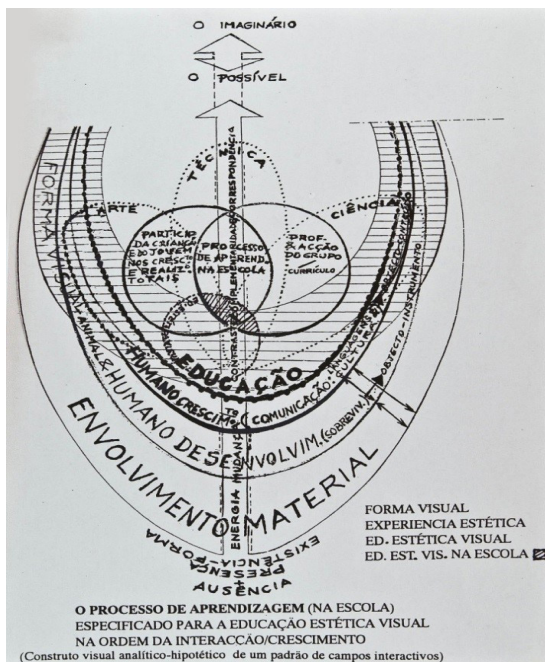 O IMAGINÁRIO
O POSSÍVEL
TÉCNICA
ARTE
CIÊNCIA
PARTICIP.
DA CRIANÇA
E DO JOVEM
NOS CRESCTO
E REALIZ.
TOTAIS
PROCESSO
DE APREND.
NA ESCOLA
PROF.
& ACÇÃO
DO GRUPO
CURRÍCULO
FORMA VISUAL
EDUCAÇÃO
HUMANO CRESCIM.TO (COMUNICAÇÃO-CULTURA)
ANIMAL & HUMANO DESENVOLVIM. (SOBREVIV.)
OBJECTO-INSTRUMENTO
ENVOLVIMENTO MATERIAL
ENERGIA MUDANÇA
EXISTÊNCIA-FORMA
PRESENÇA
+
AUSÊNCIA
FORMA VISUAL
EXPERIENCIA ESTÉTICA
ED. ESTÉTICA VISUAL
ED. EST. VIS. NA ESCOLA
O PROCESSO DE APRENDIZAGEM (NA ESCOLA)
ESPECIFICADO PARA A EDUCAÇÃO ESTÉTICA VISUAL
NA ORDEM DA INTERACÇÃO/CRESCIMENTO
(Construto visual analítico-hipotético de um padrão de campos interactivos)